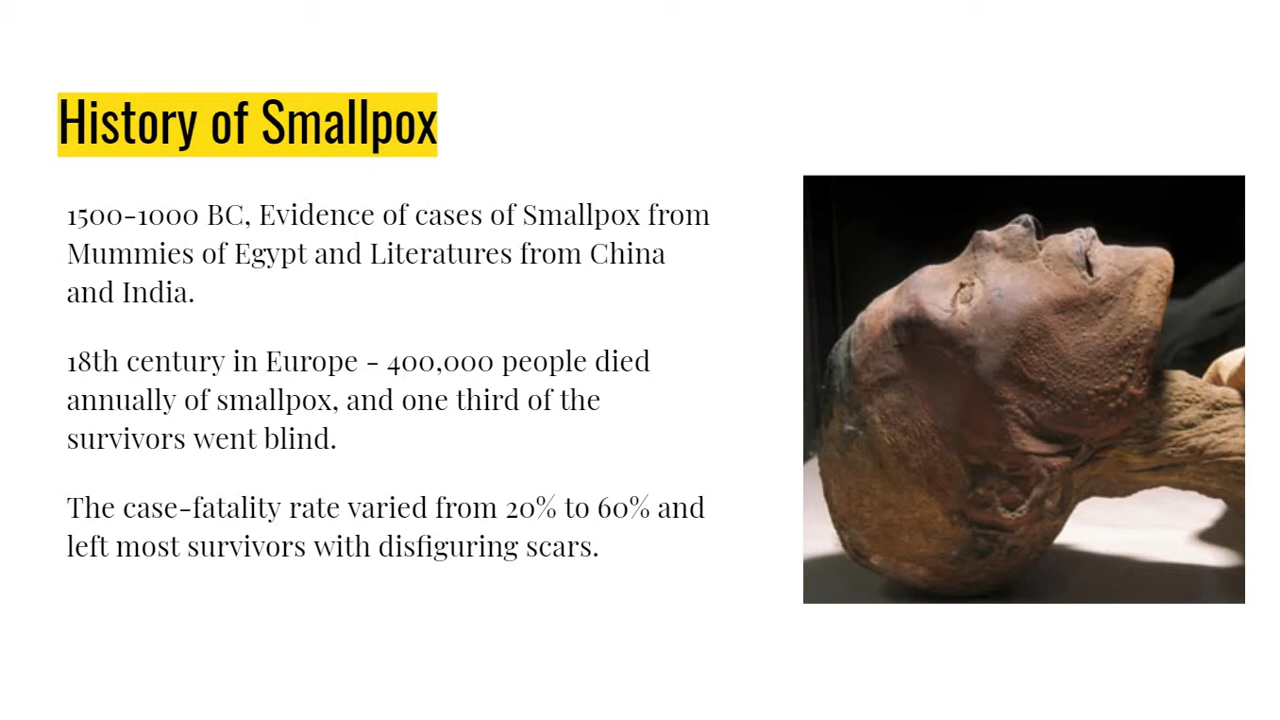 History of Smallpox
1500-1000 BC, Evidence of cases of Smallpox from
Mummies of Egypt and Literatures from China
and India.
18th century in Europe - 400,000 people died
annually of smallpox, and one third of the
survivors went blind.
The case-fatality rate varied from 20% to 60% and
left most survivors with disfiguring scars.